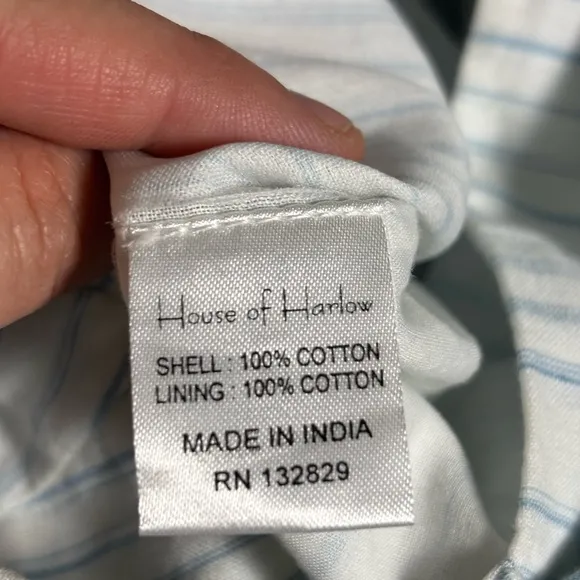 House of Harlow
SHELL : 100% COTTON
LINING : 100% COTTON
MADE IN INDIA
RN 132829